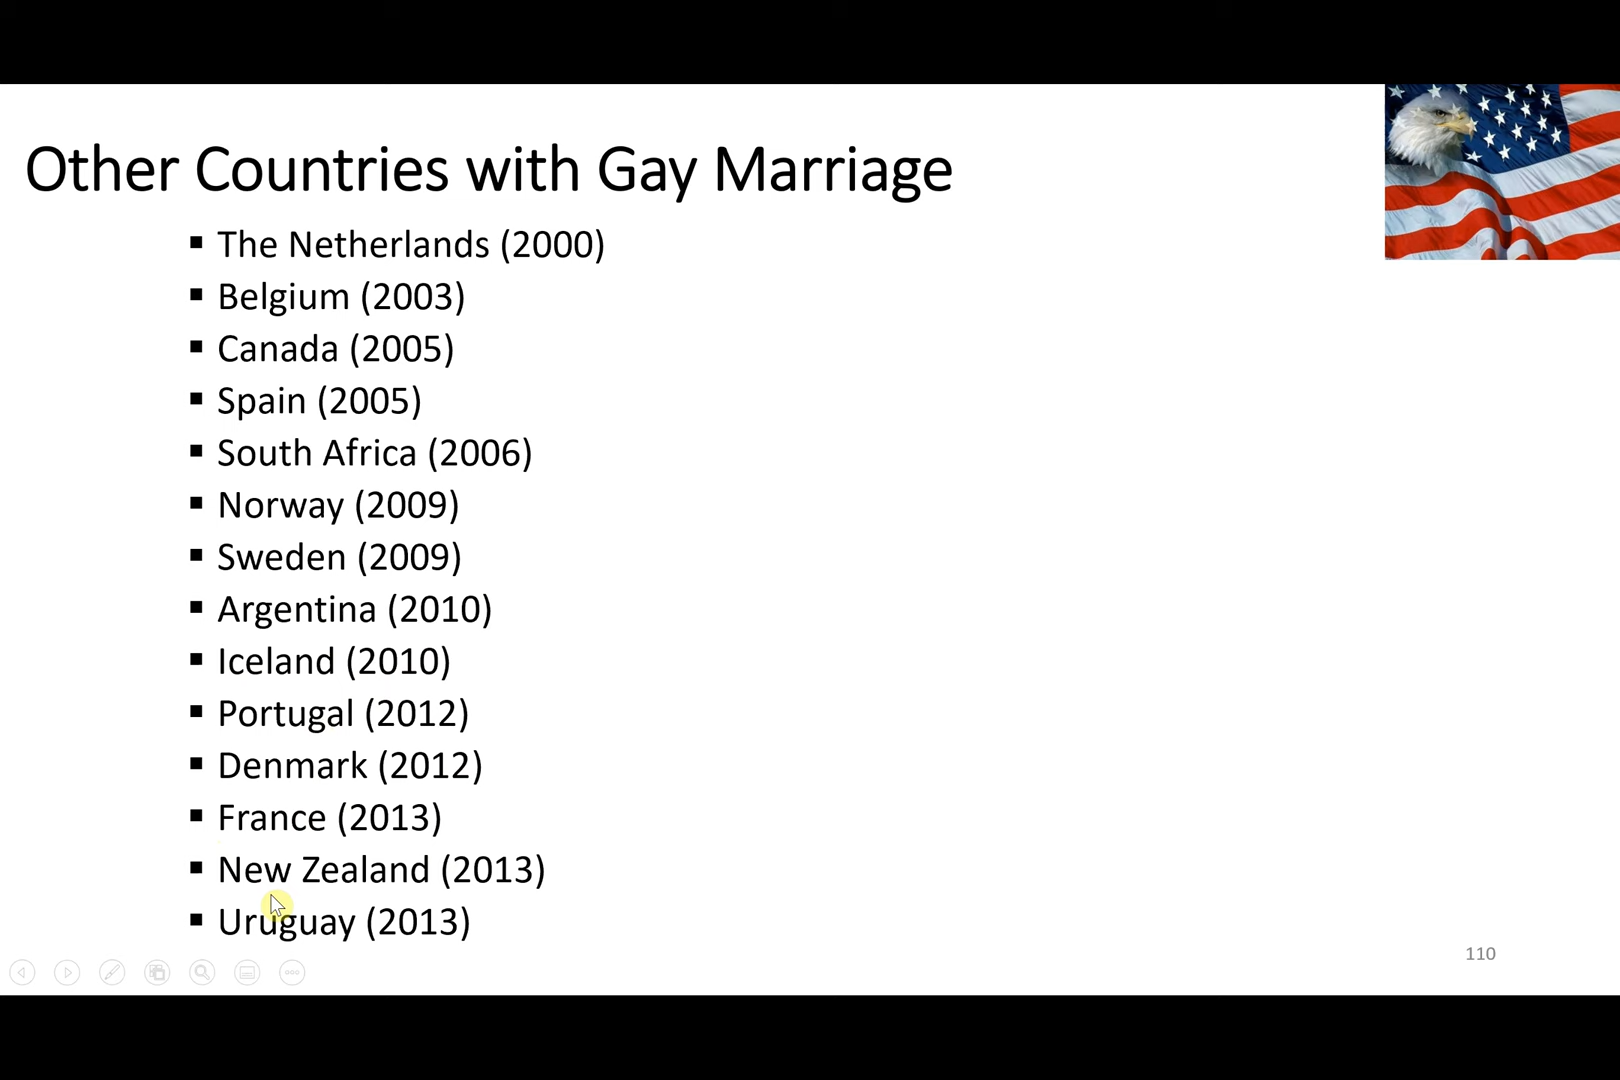 Other Countries with Gay Marriage
▪ The Netherlands (2000)
▪ Belgium (2003)
▪ Canada (2005)
▪ Spain (2005)
▪ South Africa (2006)
▪ Norway (2009)
▪ Sweden (2009)
▪ Argentina (2010)
▪ Iceland (2010)
▪ Portugal (2012)
▪ Denmark (2012)
▪ France (2013)
▪ New Zealand (2013)
▪ Uruguay (2013)
110